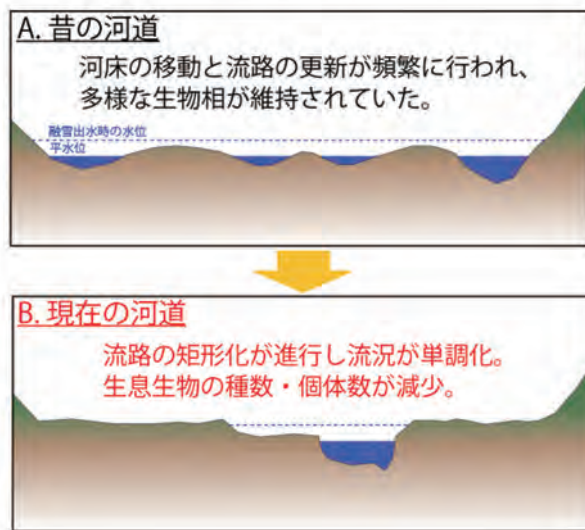 A. 昔の河道
河床の移動と流路の更新が頻繁に行われ、
多様な生物相が維持されていた。
融雪出水時の水位
平水位
B. 現在の河道
流路の矩形化が進行し流況が単調化。
生息生物の種数・個体数が減少。